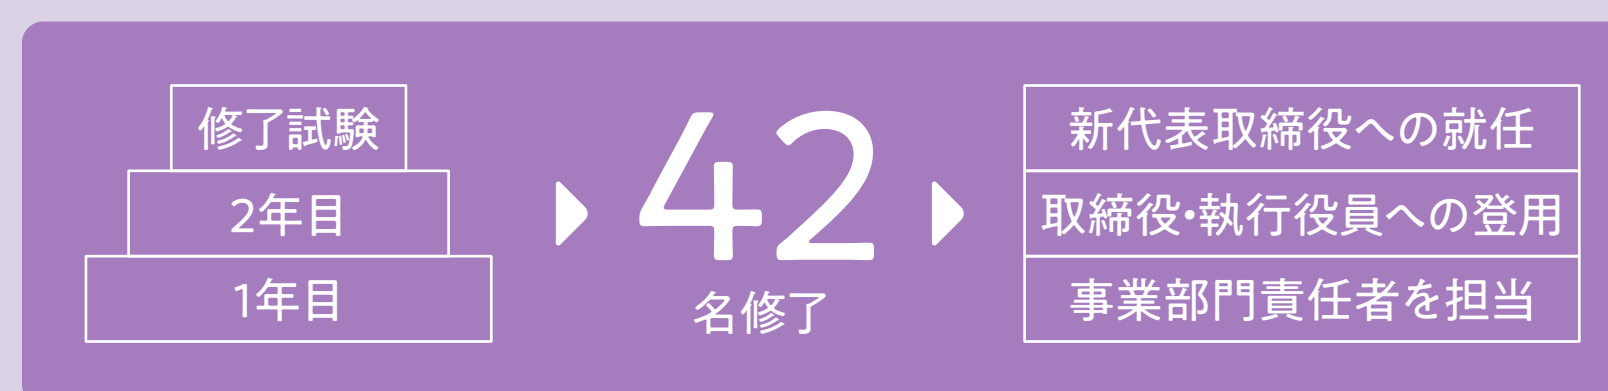 修了試験
2年目
1年目
42
名修了
新代表取締役への就任
取締役・執行役員への登用
事業部門責任者を担当